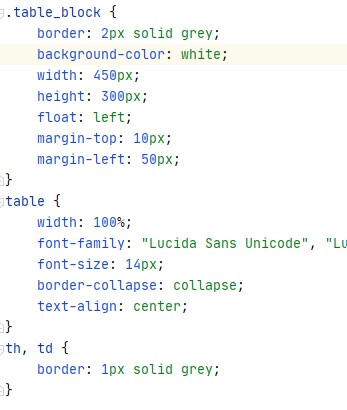 .table_block {
border: 2px solid grey;
background-color: white;
width: 450px;
height: 300px;
float: left;
margin-top: 10px;
margin-left: 50px;
}
table {
width: 100%;
font-family: "Lucida Sans Unicode", "Lu
font-size: 14px;
border-collapse: collapse;
text-align: center;
}
th, td {
border: 1px solid grey;
}